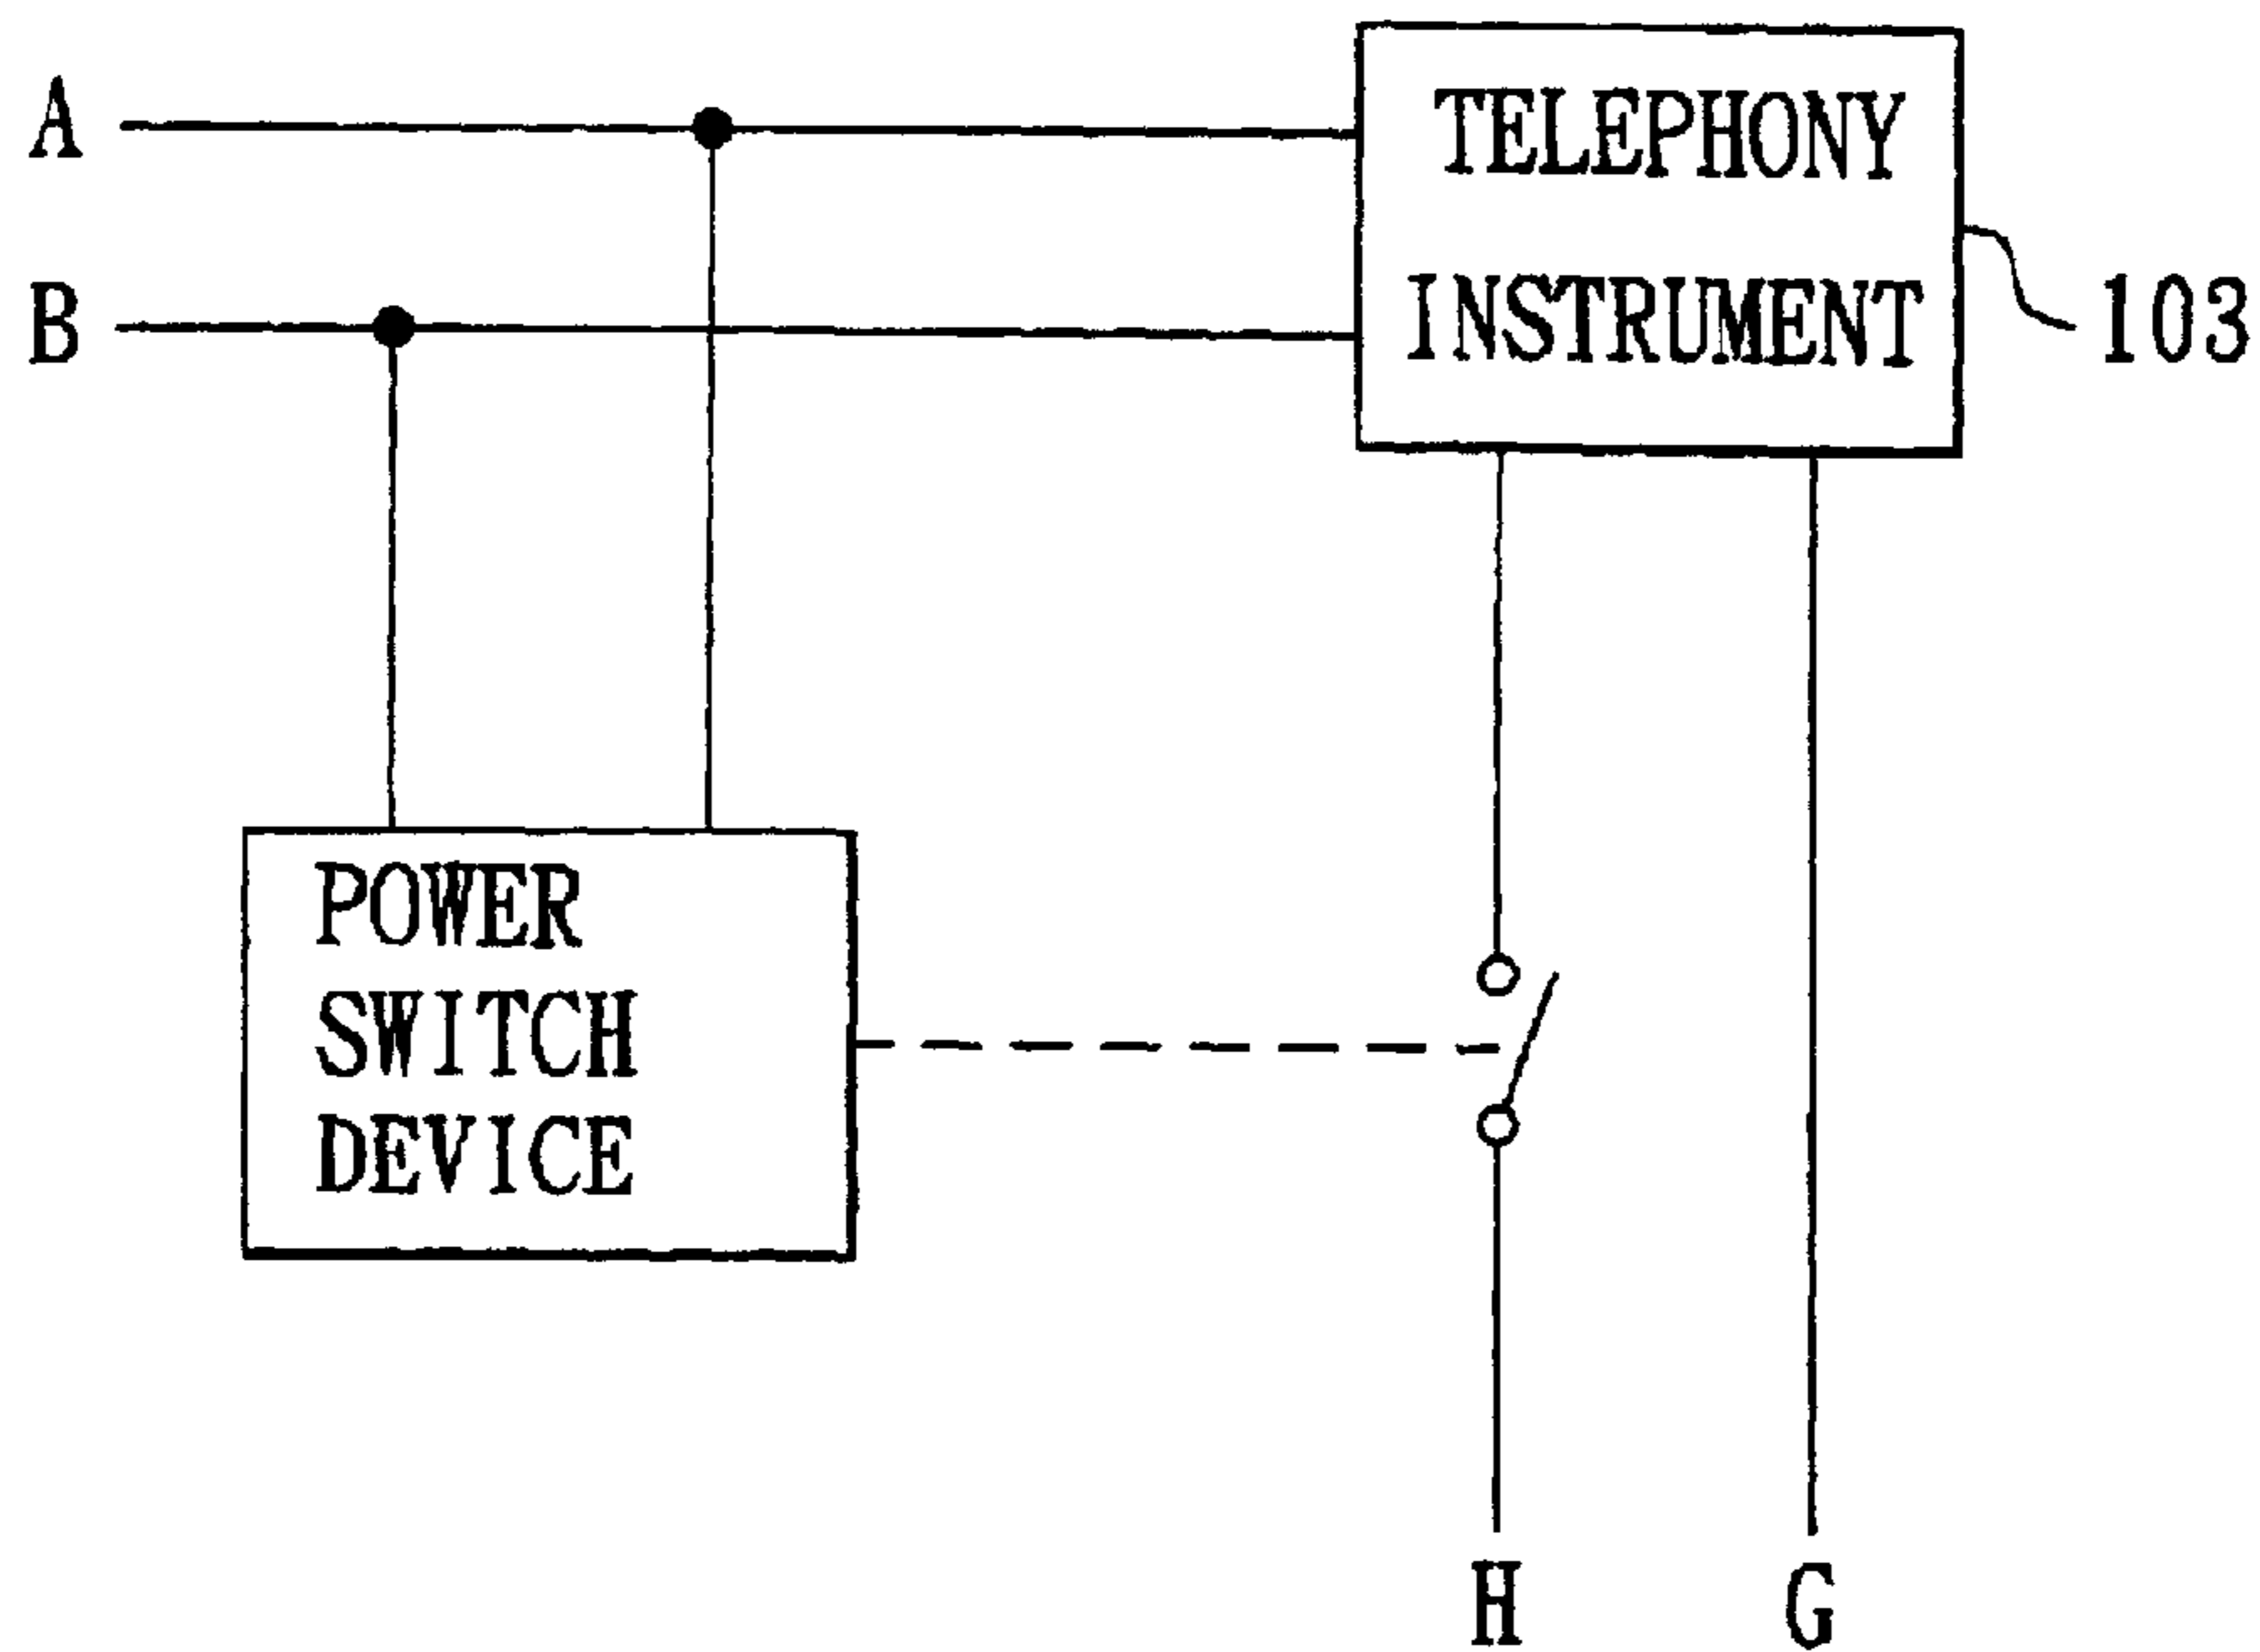 A
TELEPHONY
B
INSTRUMENT
103
POWER
SWITCH
DEVICE
H
G